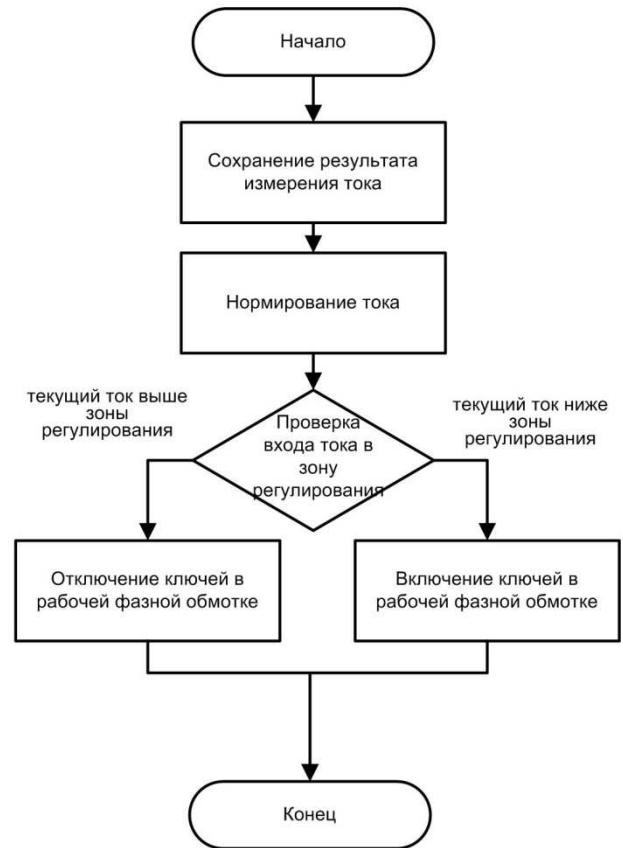 Начало
Сохранение результата
измерения тока
Нормирование тока
текущий ток выше
зоны
регулирования
Проверка
входа тока в
зону
регулирования
текущий ток ниже
зоны
регулирования
Отключение ключей в
рабочей фазной обмотке
Включение ключей в
рабочей фазной обмотке
Конец